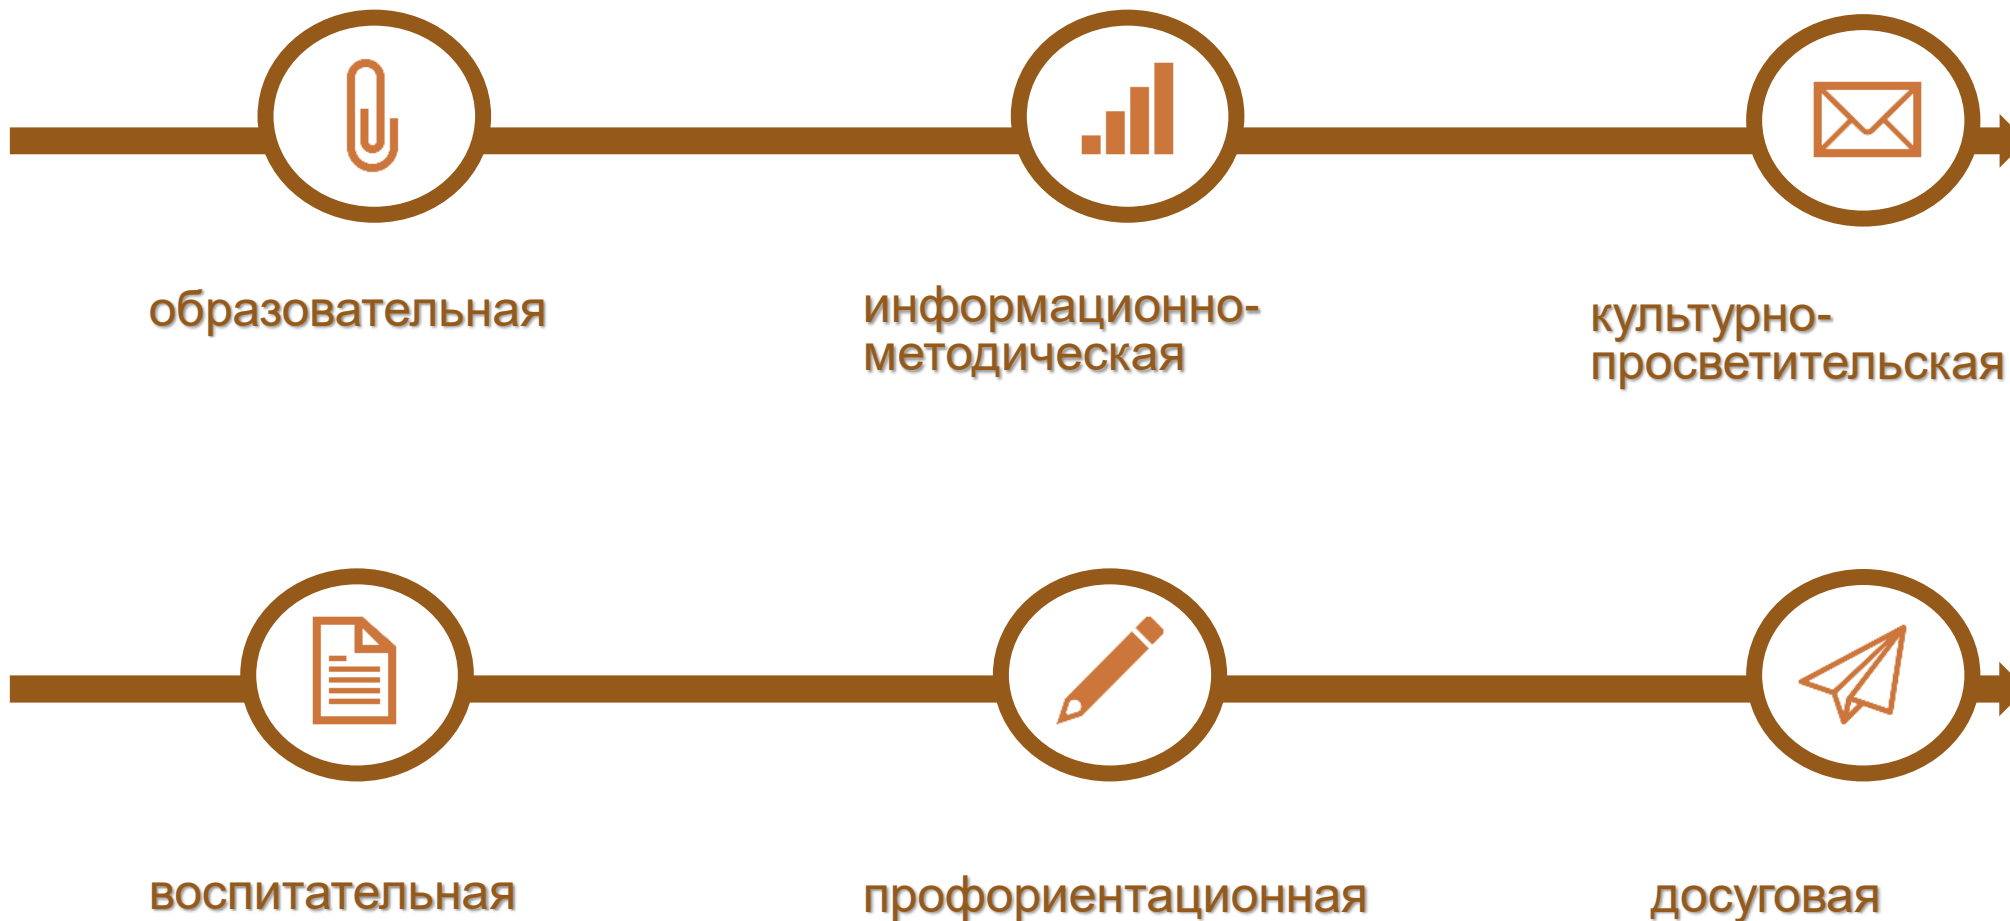 образовательная
информационно-
методическая
культурно-
просветительская
воспитательная
профориентационная
досуговая